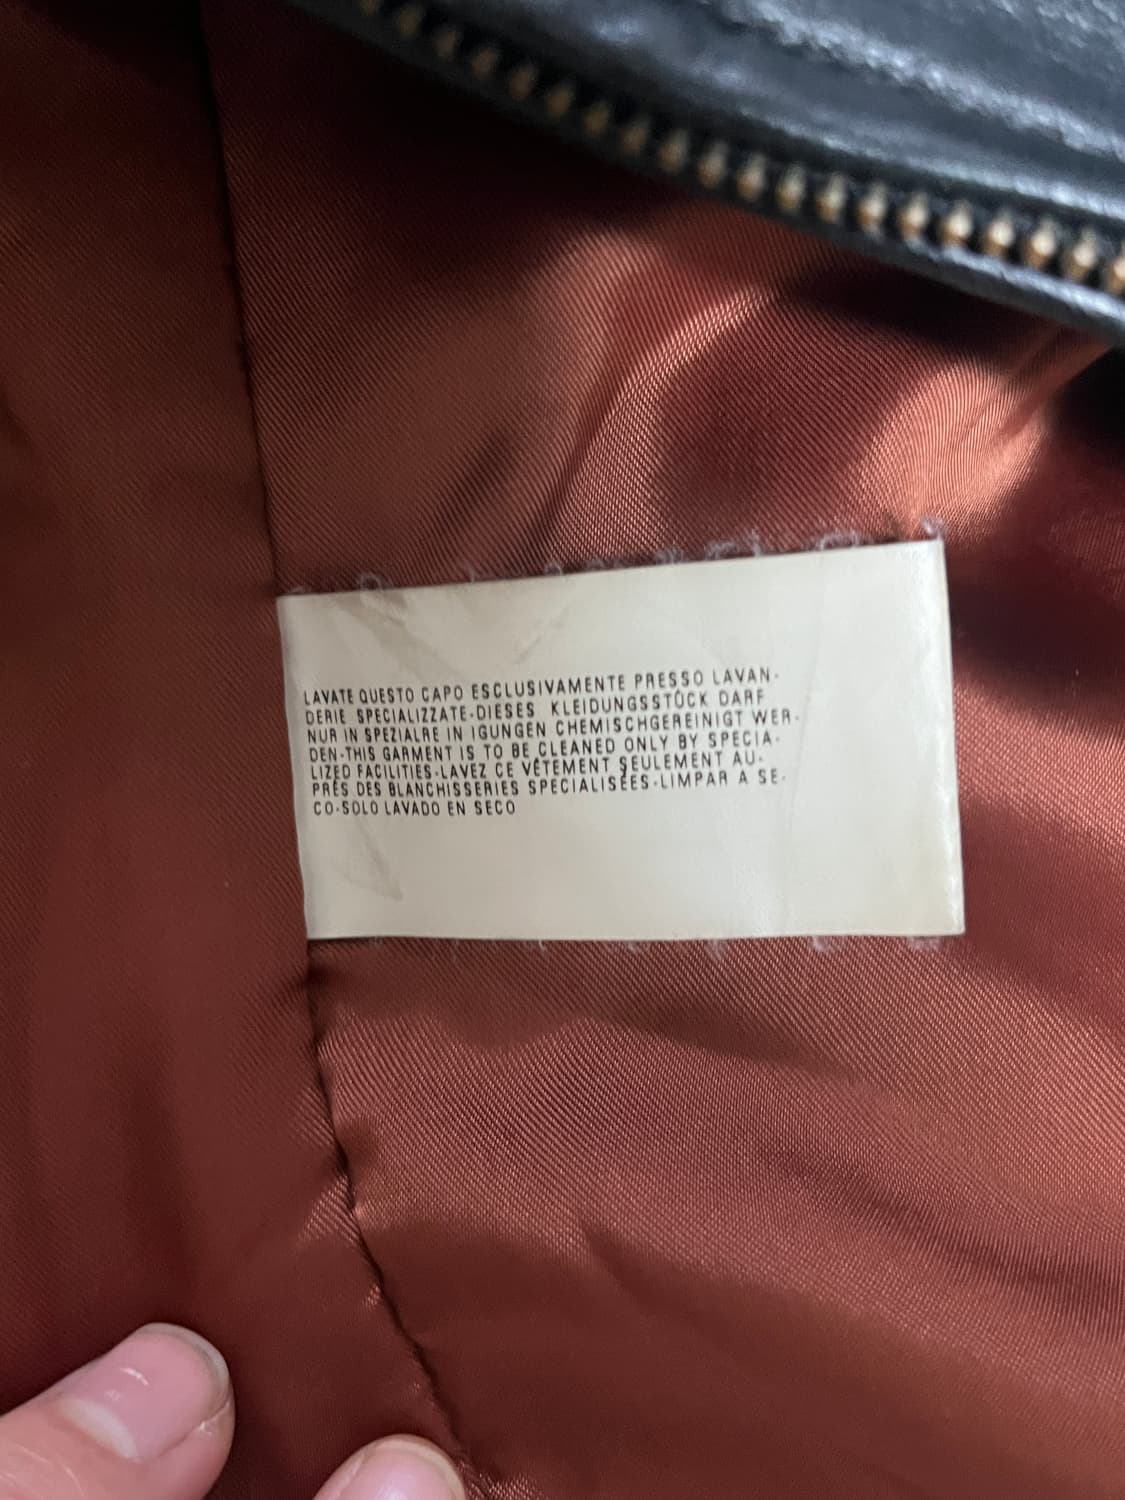 LAVATE QUESTO CAPO ESCLUSIVAMENTE PRESSO LAVAN-
DERIE SPECIALIZZATE-DIESES KLEIDUNGSSTÜCK DARF
NUR IN SPEZIALRE IN IGUNGEN CHEMISCHGEREINIGT WER-
DEN-THIS GARMENT IS TO BE CLEANED ONLY BY SPECIA-
LIZED FACILITIES-LAVEZ CE VÊTEMENT SEULEMENT AU-
PRÈS DES BLANCHISSERIES SPECIALISÉES-LIMPAR A SE-
CO-SOLO LAVADO EN SECO